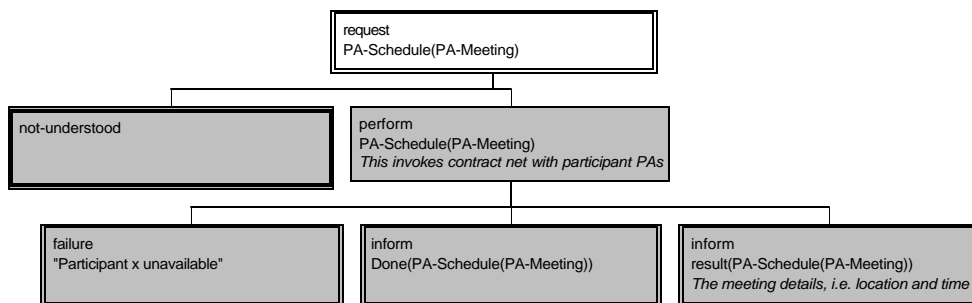 request
PA-Schedule(PA-Meeting)
not-understood
perform
PA-Schedule(PA-Meeting)
This invokes contract net with participant PAs
failure
"Participant x unavailable"
inform
Done(PA-Schedule(PA-Meeting))
inform
result(PA-Schedule(PA-Meeting))
The meeting details, i.e. location and time